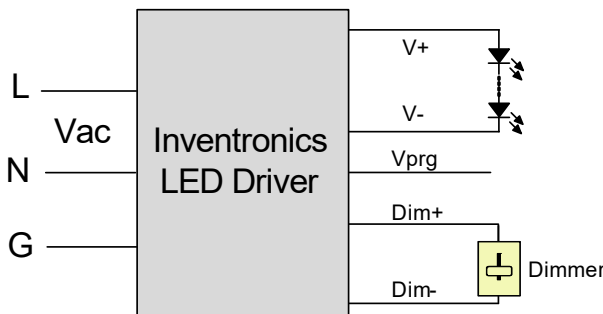 L
Vac
N
G
Inventronics
LED Driver
V+
V-
Vprg
Dim+
Dim-
Dimmer